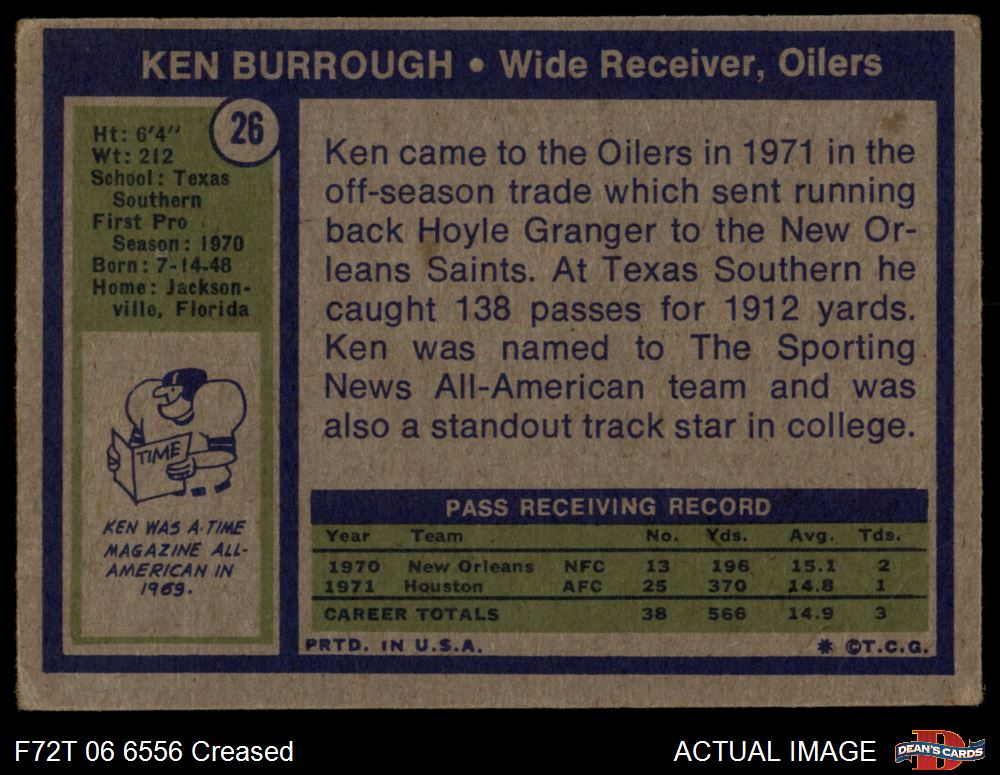 KEN BURROUGH • Wide Receiver, Oilers
26
Ht: 6'4"
Wt: 212
School: Texas
Southern
First Pro
Season: 1970
Born: 7-14-48
Home: Jackson-
ville, Florida
TIME
KEN WAS A TIME
MAGAZINE ALL-
AMERICAN IN
1969.
Ken came to the Oilers in 1971 in the
off-season trade which sent running
back Hoyle Granger to the New Or-
leans Saints. At Texas Southern he
caught 138 passes for 1912 yards.
Ken was named to The Sporting
News All-American team and was
also a standout track star in college.
PASS RECEIVING RECORD
Year Team No. Yds. Avg. Tds.
1970 New Orleans NFC 13 196 15.1 2
1971 Houston AFC 25 370 14.8 1
CAREER TOTALS 38 566 14.9 3
PRTD. IN U.S.A. * ©T.C.G.
F72T 06 6556 Creased
ACTUAL IMAGE
D
DEAN'S CARDS